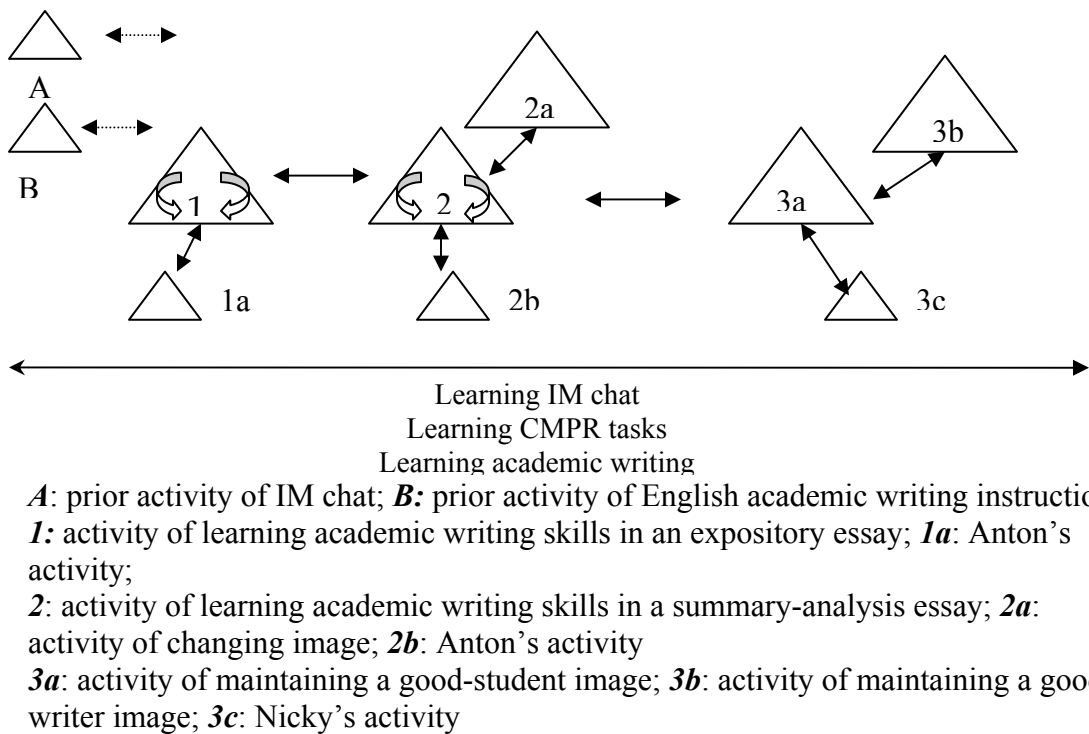 A
B
1
2
2a
3a
3b
1a
2b
3c
Learning IM chat
Learning CMPR tasks
Learning academic writing
A: prior activity of IM chat; B: prior activity of English academic writing instructio
1: activity of learning academic writing skills in an expository essay; 1a: Anton’s
activity;
2: activity of learning academic writing skills in a summary-analysis essay; 2a:
activity of changing image; 2b: Anton’s activity
3a: activity of maintaining a good-student image; 3b: activity of maintaining a goo
writer image; 3c: Nicky’s activity